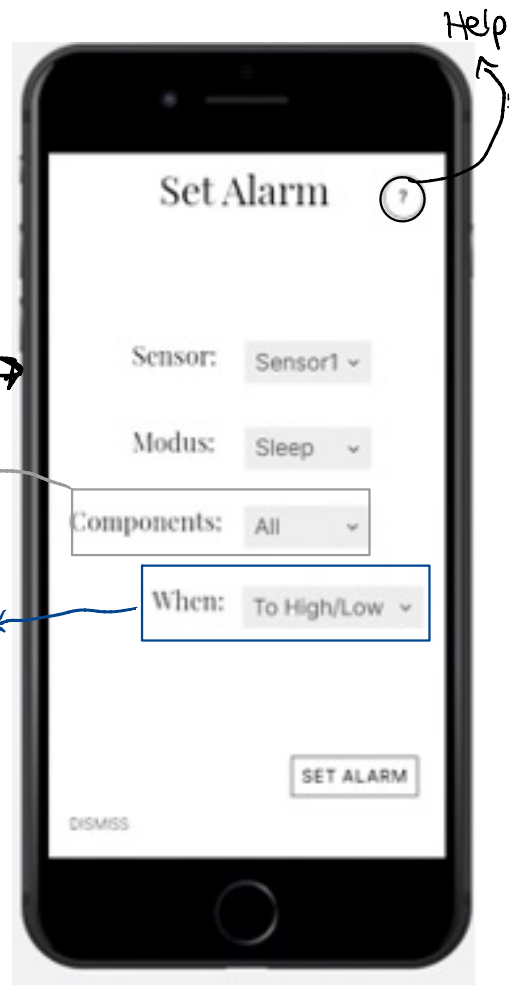 Help
Set Alarm ?
Sensor: Sensor1
Modus: Sleep
Components: All
When: To High/Low
SET ALARM
DISMISS